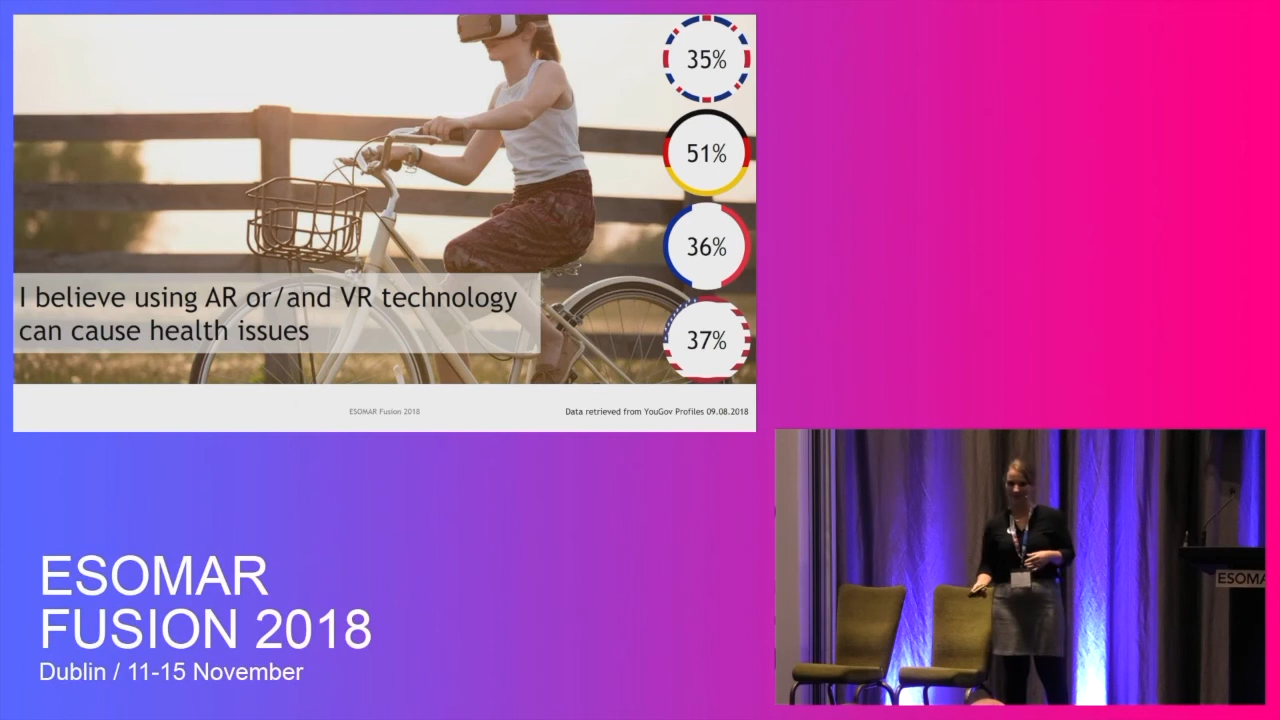 35%
51%
36%
37%
I believe using AR or/and VR technology
can cause health issues
ESOMAR Fusion 2018
Data retrieved from YouGov Profiles 09.08.2018
ESOMAR
FUSION 2018
Dublin / 11-15 November
ESOMA